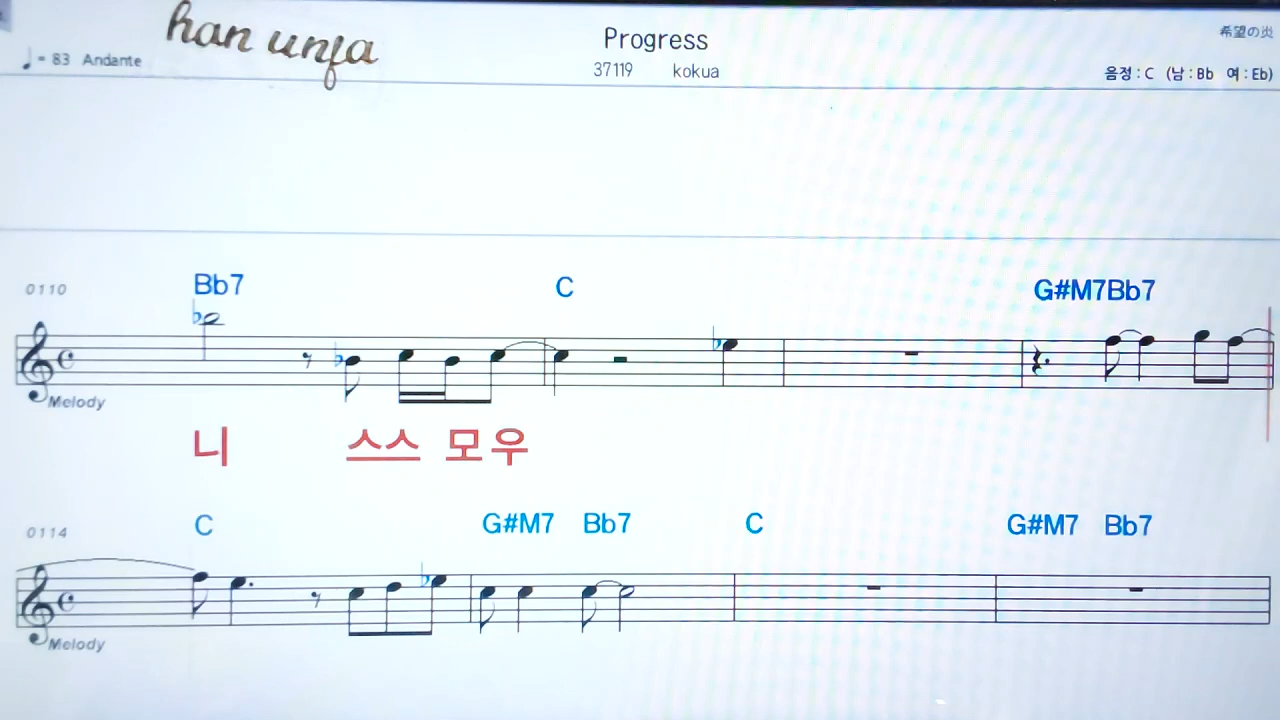 han unfa
Progress
希望の炎
♩= 83 Andante
37119 kokua
음정 : C (남 : Bb 여 : Eb)
0110 Bb7 C G#M7Bb7
Melody
니 스스 모우
0114 C G#M7 Bb7 C G#M7 Bb7
Melody